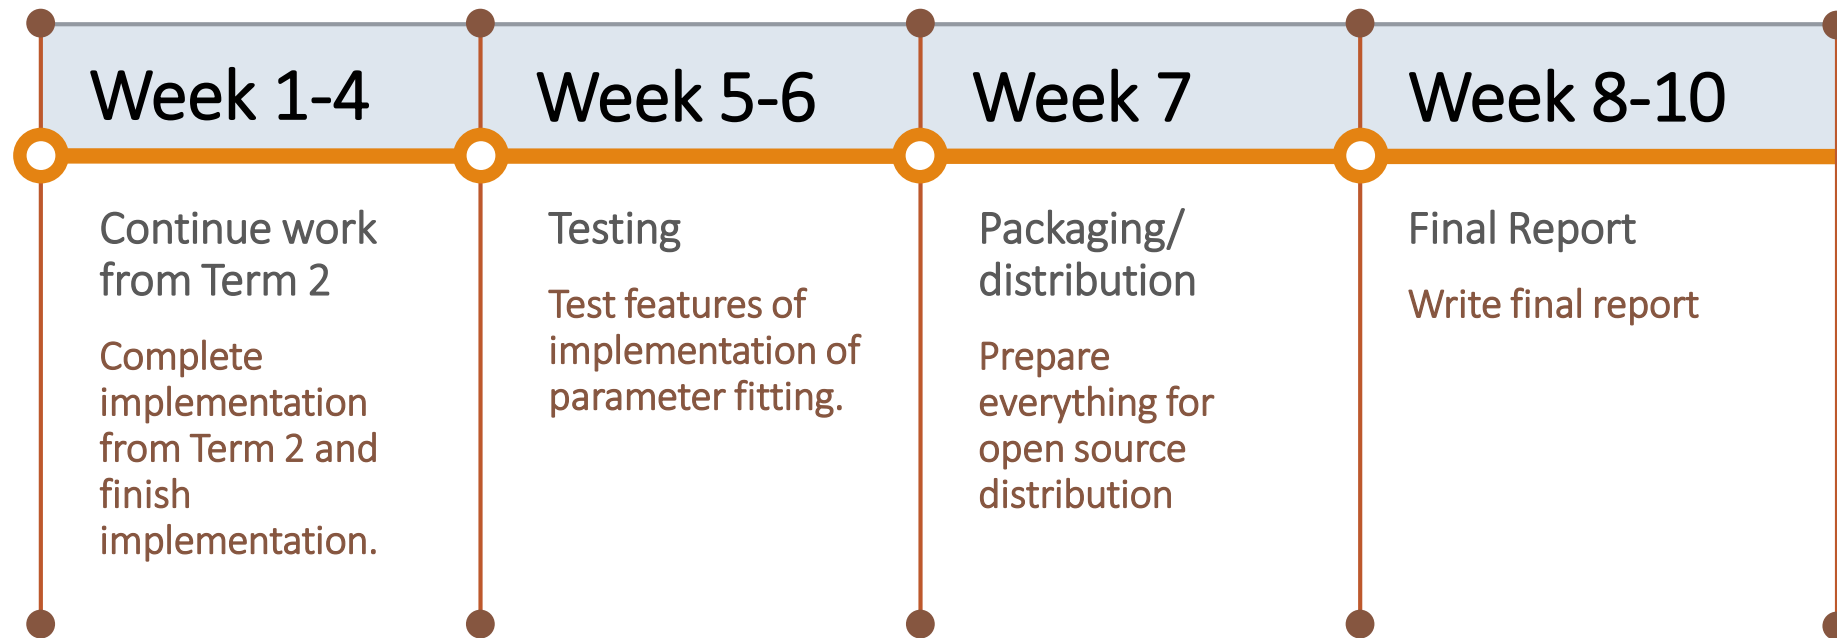 Week 1-4
Continue work
from Term 2
Complete
implementation
from Term 2 and
finish
implementation.
Week 5-6
Testing
Test features of
implementation of
parameter fitting.
Week 7
Packaging/
distribution
Prepare
everything for
open source
distribution
Week 8-10
Final Report
Write final report